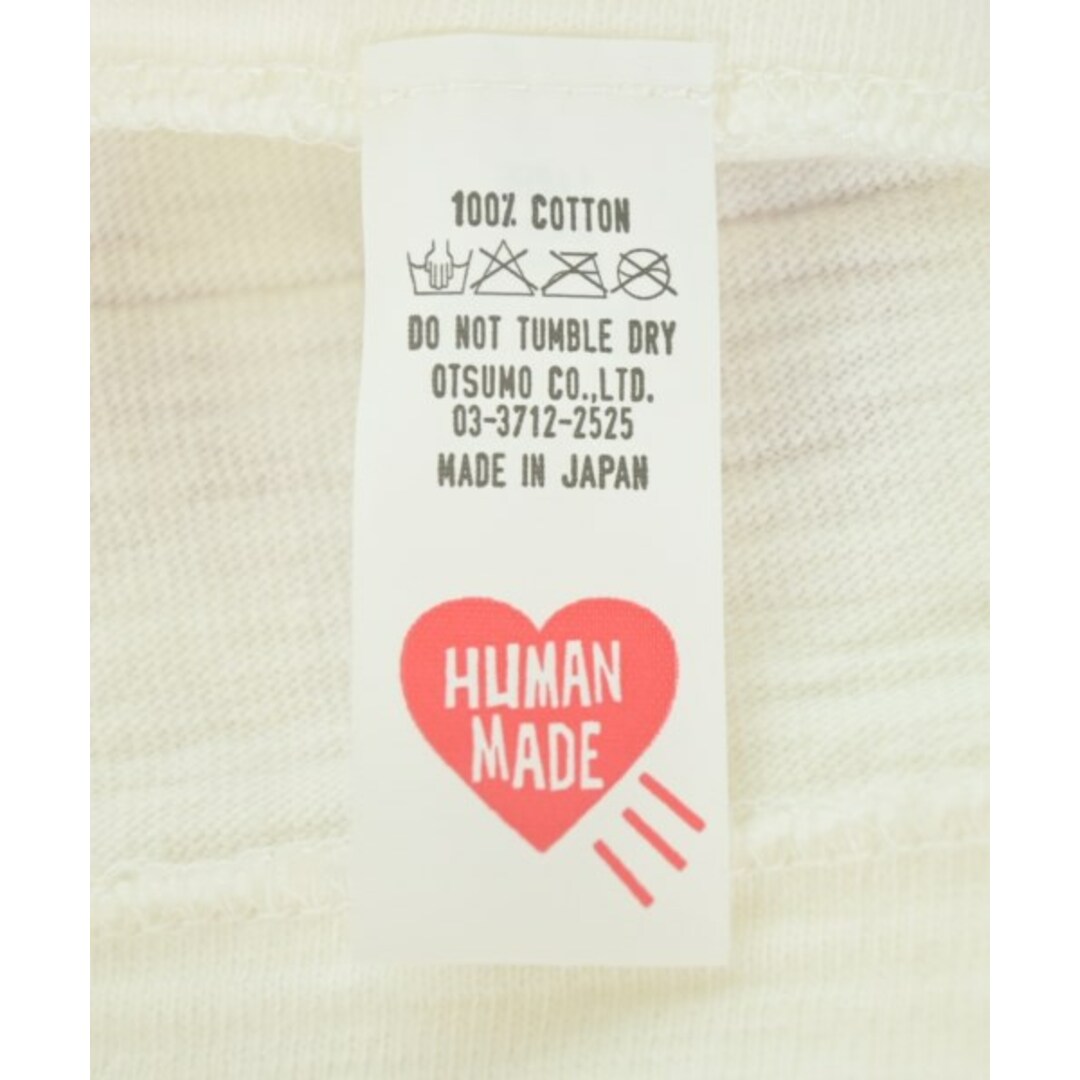 100% COTTON
DO NOT TUMBLE DRY
OTSUMO CO.,LTD.
03-3712-2525
MADE IN JAPAN
HUMAN
MADE